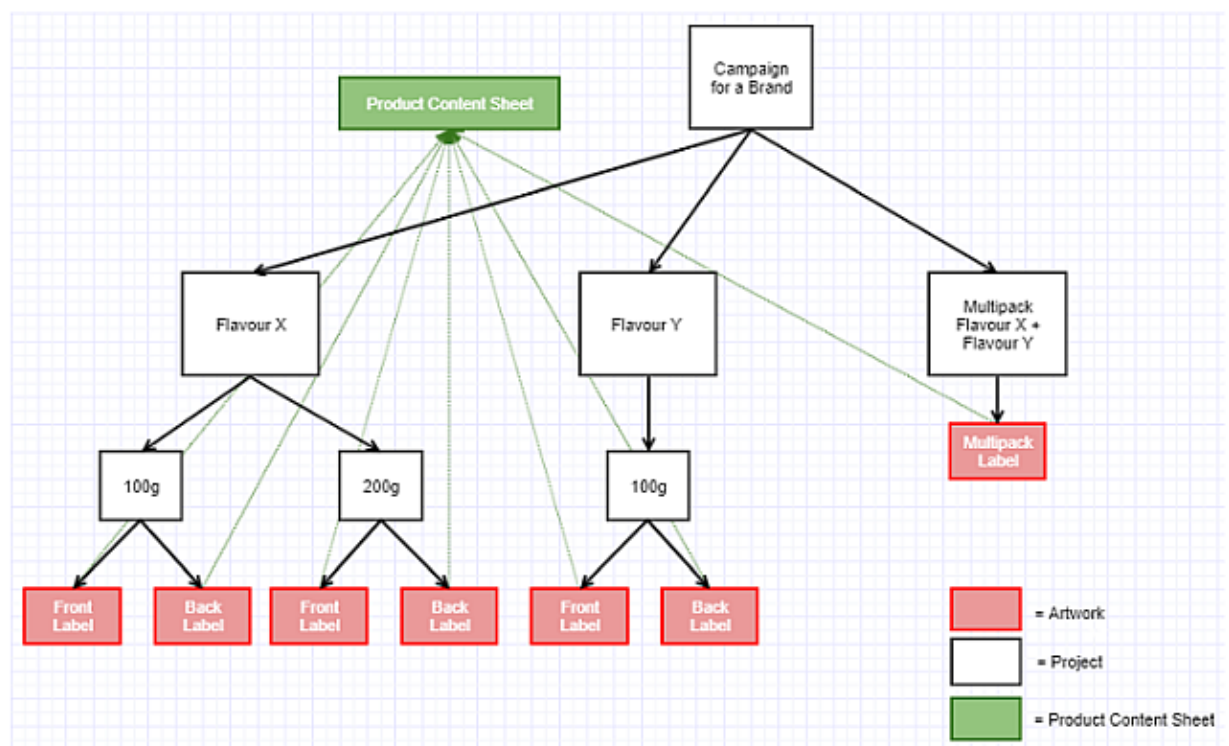 Campaign
for a Brand
Product Content Sheet
Flavour X
Flavour Y
Multipack
Flavour X +
Flavour Y
Multipack
Label
100g
200g
100g
Front
Label
Back
Label
Front
Label
Back
Label
Front
Label
Back
Label
= Artwork
= Project
= Product Content Sheet